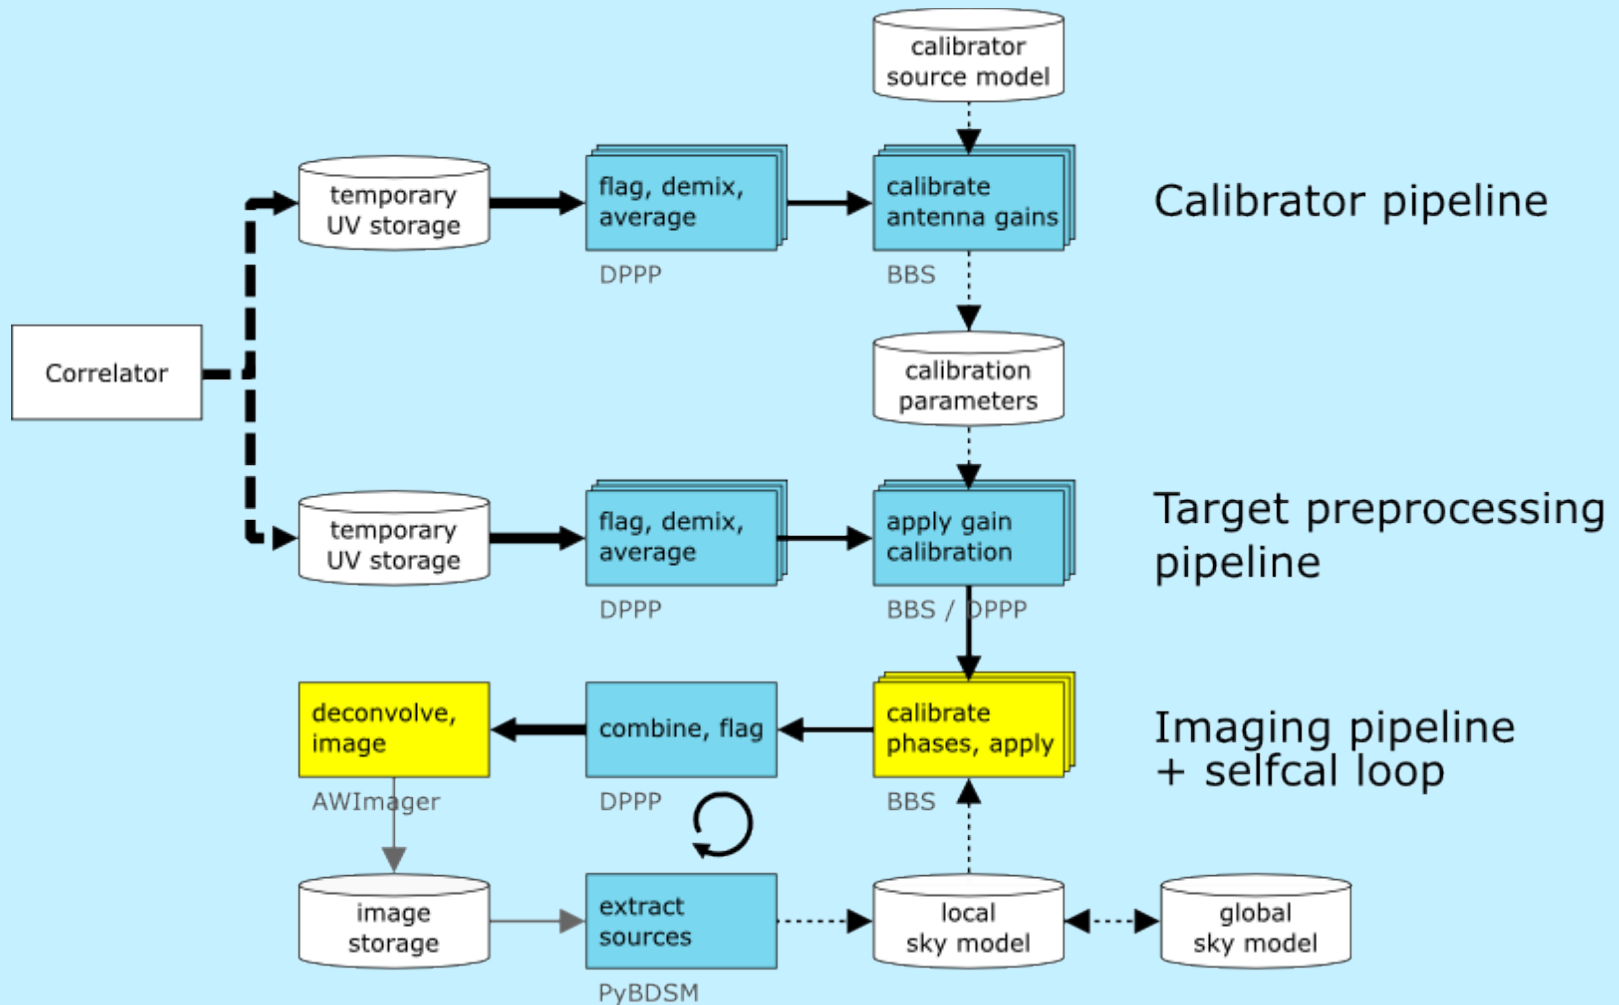 calibrator
source model
temporary
UV storage
flag, demix,
average
calibrate
antenna gains
Calibrator pipeline
DPPP
BBS
Correlator
calibration
parameters
temporary
UV storage
flag, demix,
average
apply gain
calibration
Target preprocessing
pipeline
DPPP
BBS / DPPP
deconvolve,
image
combine, flag
calibrate
phases, apply
Imaging pipeline
+ selfcal loop
AWImager
DPPP
BBS
image
storage
extract
sources
local
sky model
global
sky model
PyBDSM